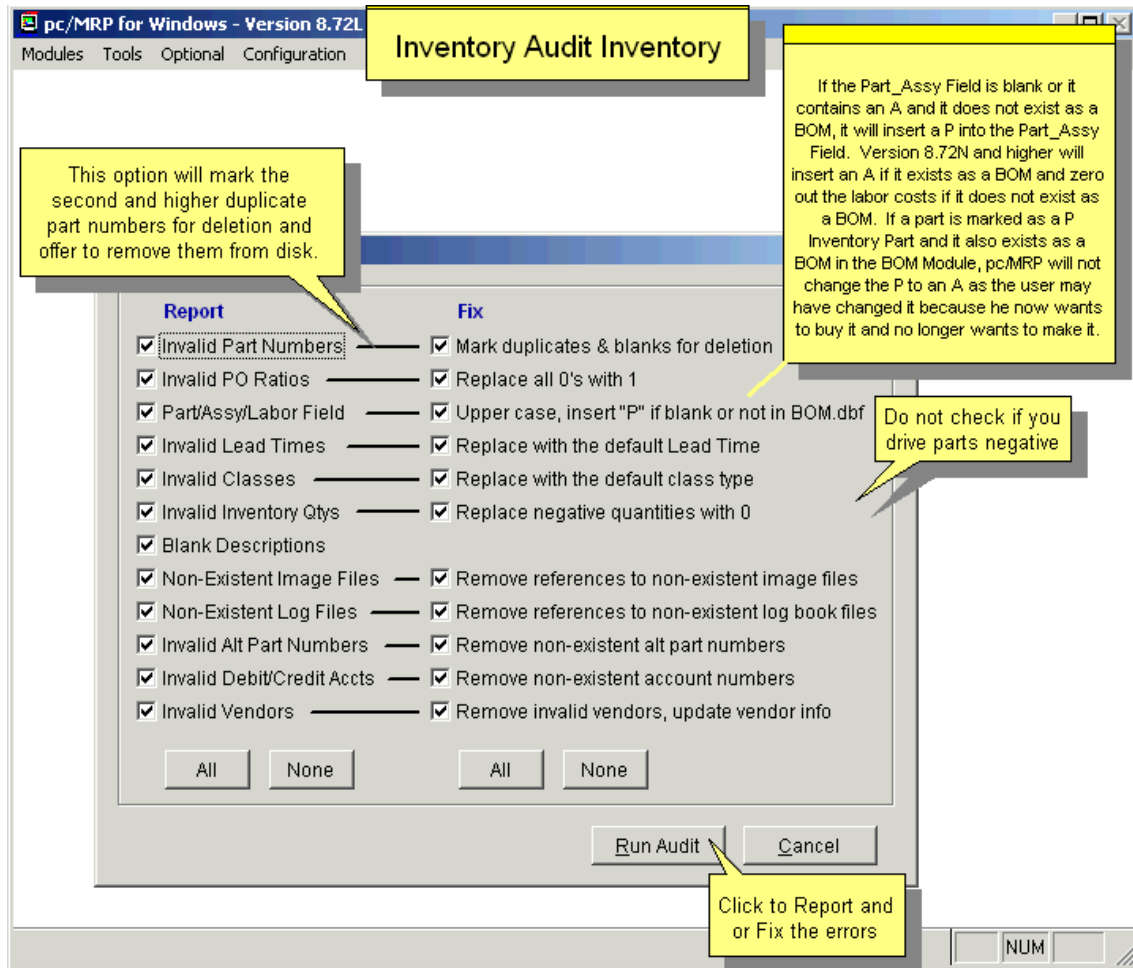 pc/MRP for Windows - Version 8.72L
Modules Tools Optional Configuration
Inventory Audit Inventory
If the Part_Assy Field is blank or it
contains an A and it does not exist as a
BOM, it will insert a P into the Part_Assy
Field. Version 8.72N and higher will
insert an A if it exists as a BOM and zero
out the labor costs if it does not exist as
a BOM. If a part is marked as a P
Inventory Part and it also exists as a
BOM in the BOM Module, pc/MRP will not
change the P to an A as the user may
have changed it because he now wants
to buy it and no longer wants to make it.
This option will mark the
second and higher duplicate
part numbers for deletion and
offer to remove them from disk.
Report Fix
Invalid Part Numbers Mark duplicates & blanks for deletion
Invalid PO Ratios Replace all 0's with 1
Part/Assy/Labor Field Upper case, insert "P" if blank or not in BOM.dbf
Do not check if you
drive parts negative
Invalid Lead Times Replace with the default Lead Time
Invalid Classes Replace with the default class type
Invalid Inventory Qtys Replace negative quantities with 0
Blank Descriptions
Non-Existent Image Files Remove references to non-existent image files
Non-Existent Log Files Remove references to non-existent log book files
Invalid Alt Part Numbers Remove non-existent alt part numbers
Invalid Debit/Credit Accts Remove non-existent account numbers
Invalid Vendors Remove invalid vendors, update vendor info
All None All None
Run Audit Cancel
Click to Report and
or Fix the errors
NUM